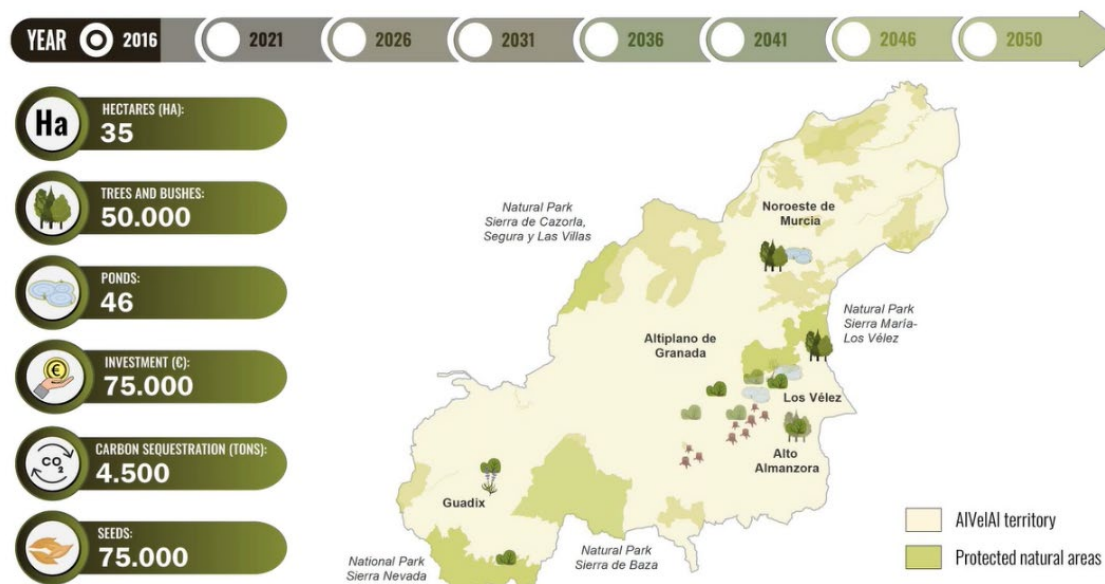 YEAR 2016 2021 2026 2031 2036 2041 2046 2050
Ha
HECTARES (HA):
35
TREES AND BUSHES:
50.000
PONDS:
46
INVESTMENT (€):
75.000
€
CO2
CARBON SEQUESTRATION (TONS):
4.500
SEEDS:
75.000
Natural Park
Sierra de Cazorla,
Segura y Las Villas
Noroeste de
Murcia
Natural Park
Sierra María-
Los Vélez
Altiplano de
Granada
Los Vélez
Alto
Almanzora
Guadix
National Park
Sierra Nevada
Natural Park
Sierra de Baza
AlVelAl territory
Protected natural areas